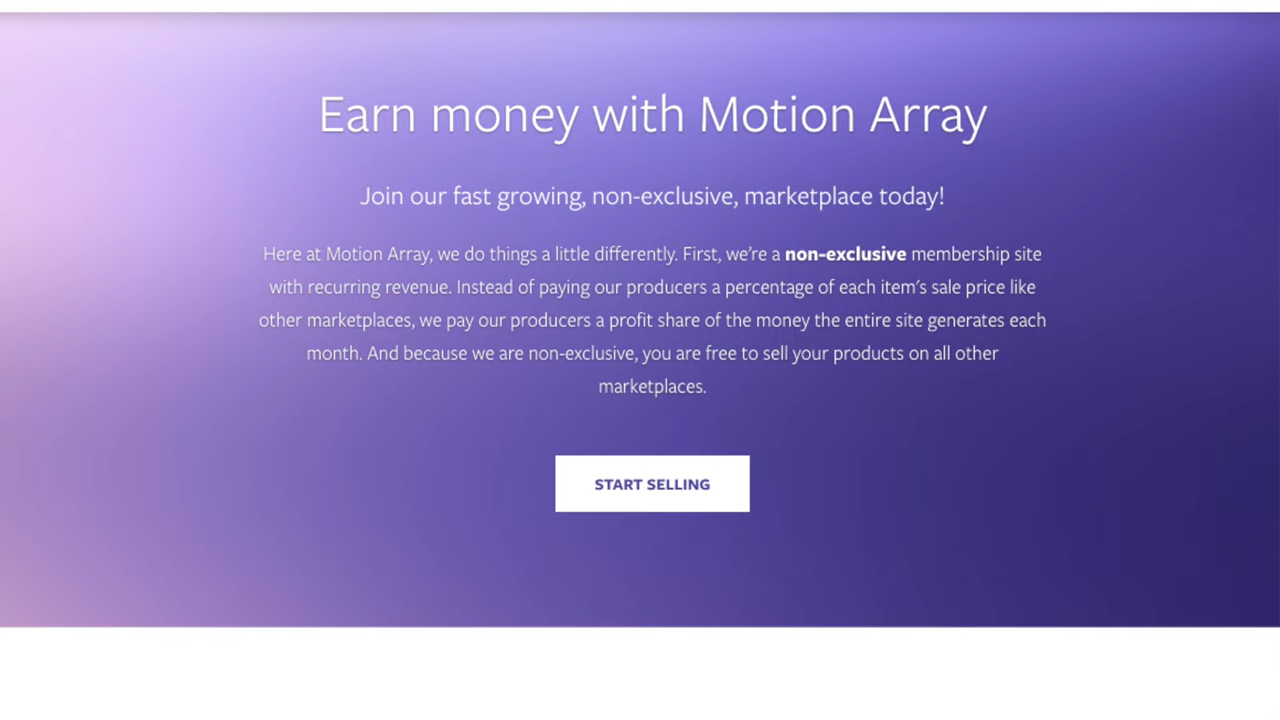 Earn money with Motion Array
Join our fast growing, non-exclusive, marketplace today!
Here at Motion Array, we do things a little differently. First, we're a non-exclusive membership site
with recurring revenue. Instead of paying our producers a percentage of each item's sale price like
other marketplaces, we pay our producers a profit share of the money the entire site generates each
month. And because we are non-exclusive, you are free to sell your products on all other
marketplaces.
START SELLING